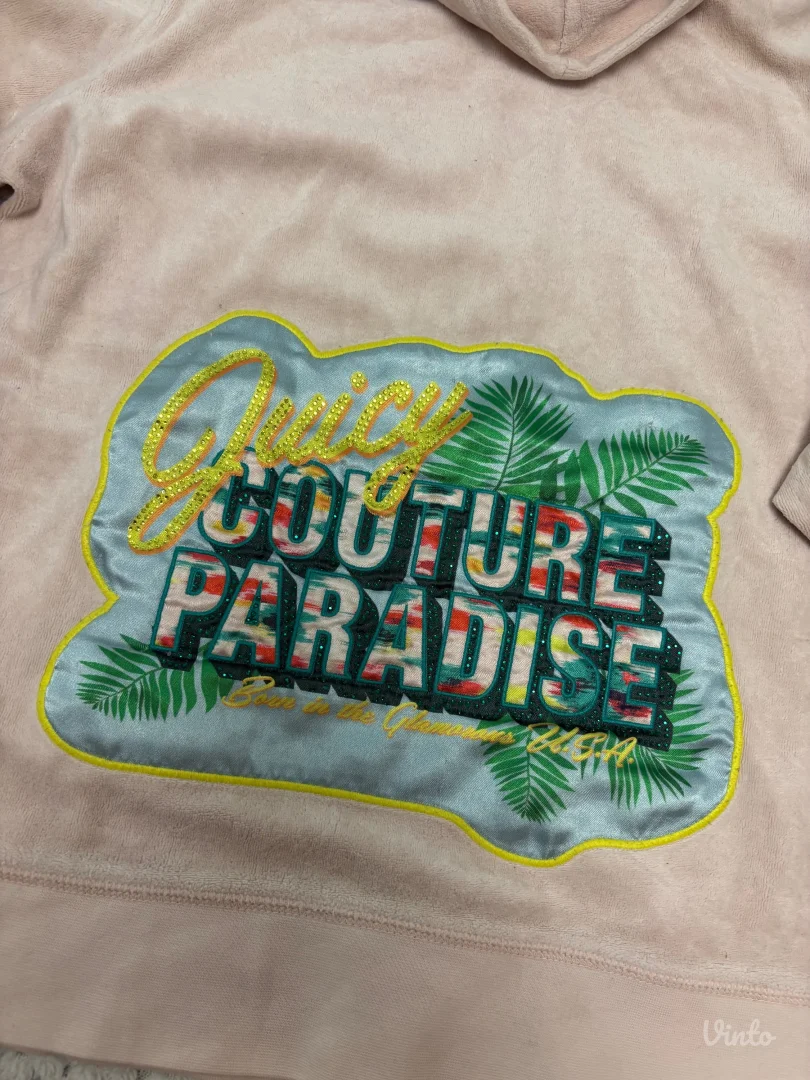 Juicy
COUTURE
PARADISE
Born in the Glamorous U.S.A.
Vinto